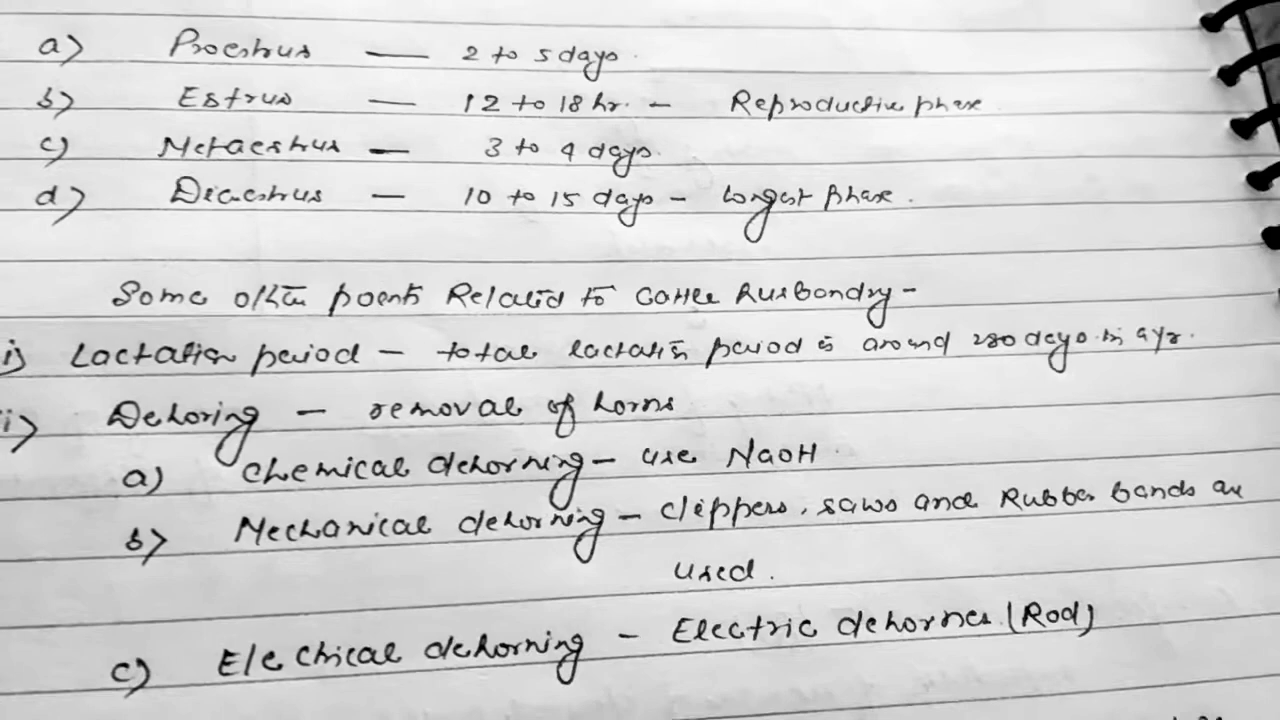 a) Proestrus — 2 to 5 days.
b) Estrus — 12 to 18 hr. - Reproductive phase
c) Metaestrus — 3 to 4 days.
d) Diaestrus — 10 to 15 days - longest phase.
Some other points Related to Cattle Husbandry -
i) Lactation period - total lactation period is around 280 days in a yr.
i) Dehoring - removal of horns
a) chemical dehorning - use NaOH
b) Mechanical dehorning - clippers, saws and Rubber bands are
used.
c) Electrical dehorning - Electric dehorner (Rod)